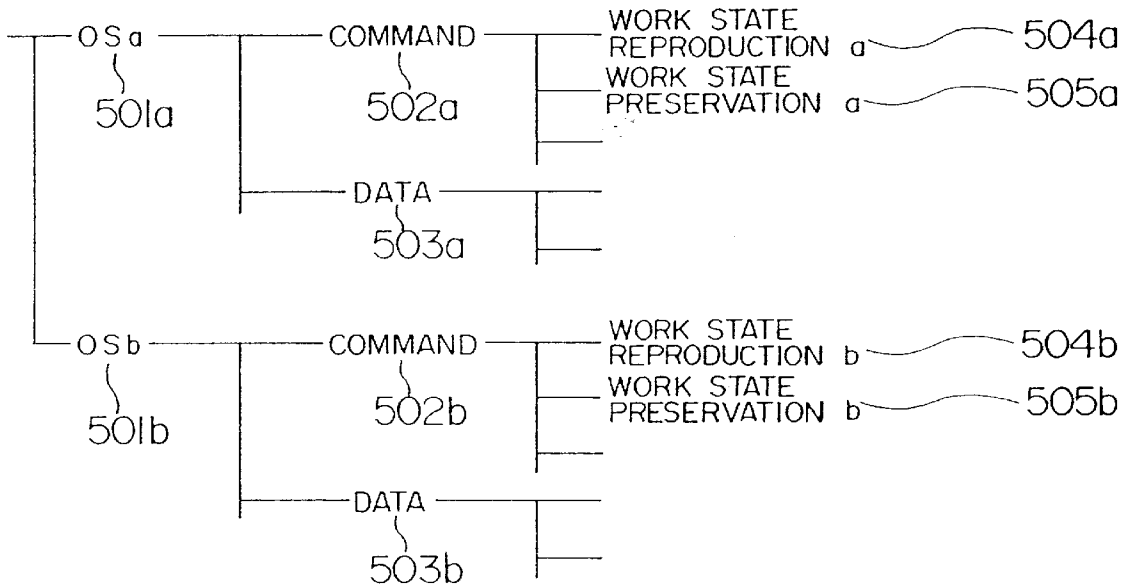 OSa COMMAND WORK STATE
REPRODUCTION a 504a
501a 502a WORK STATE
PRESERVATION a 505a
DATA
503a
OSb COMMAND WORK STATE
REPRODUCTION b 504b
501b 502b WORK STATE
PRESERVATION b 505b
DATA
503b